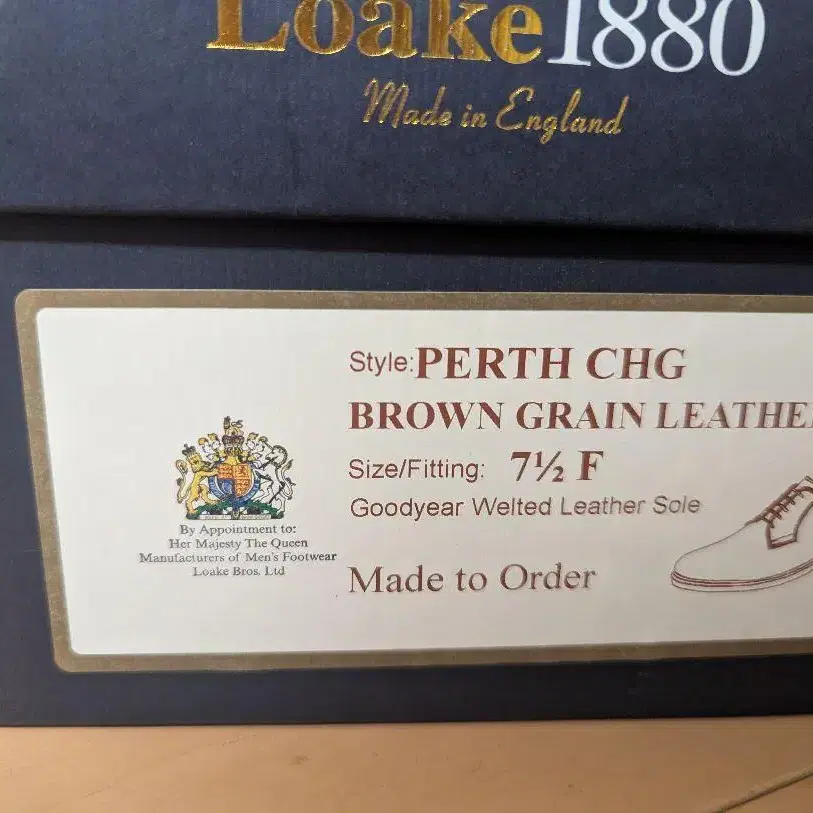 Loake 1880
Made in England
Style: PERTH CHG
BROWN GRAIN LEATHE
Size/Fitting: 7½ F
Goodyear Welted Leather Sole
Made to Order
By Appointment to:
Her Majesty The Queen
Manufacturers of Men's Footwear
Loake Bros. Ltd